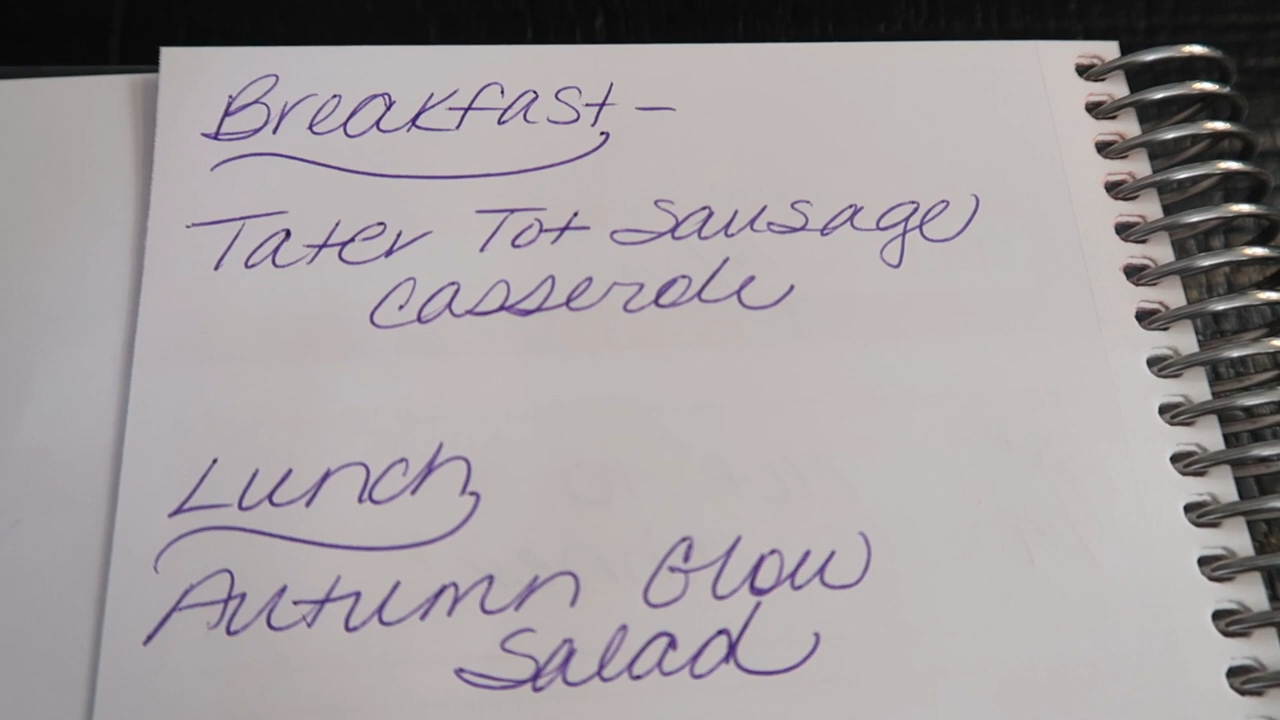 Breakfast -
Tater Tot Sausage
Casserole
Lunch
Autumn Glow
Salad